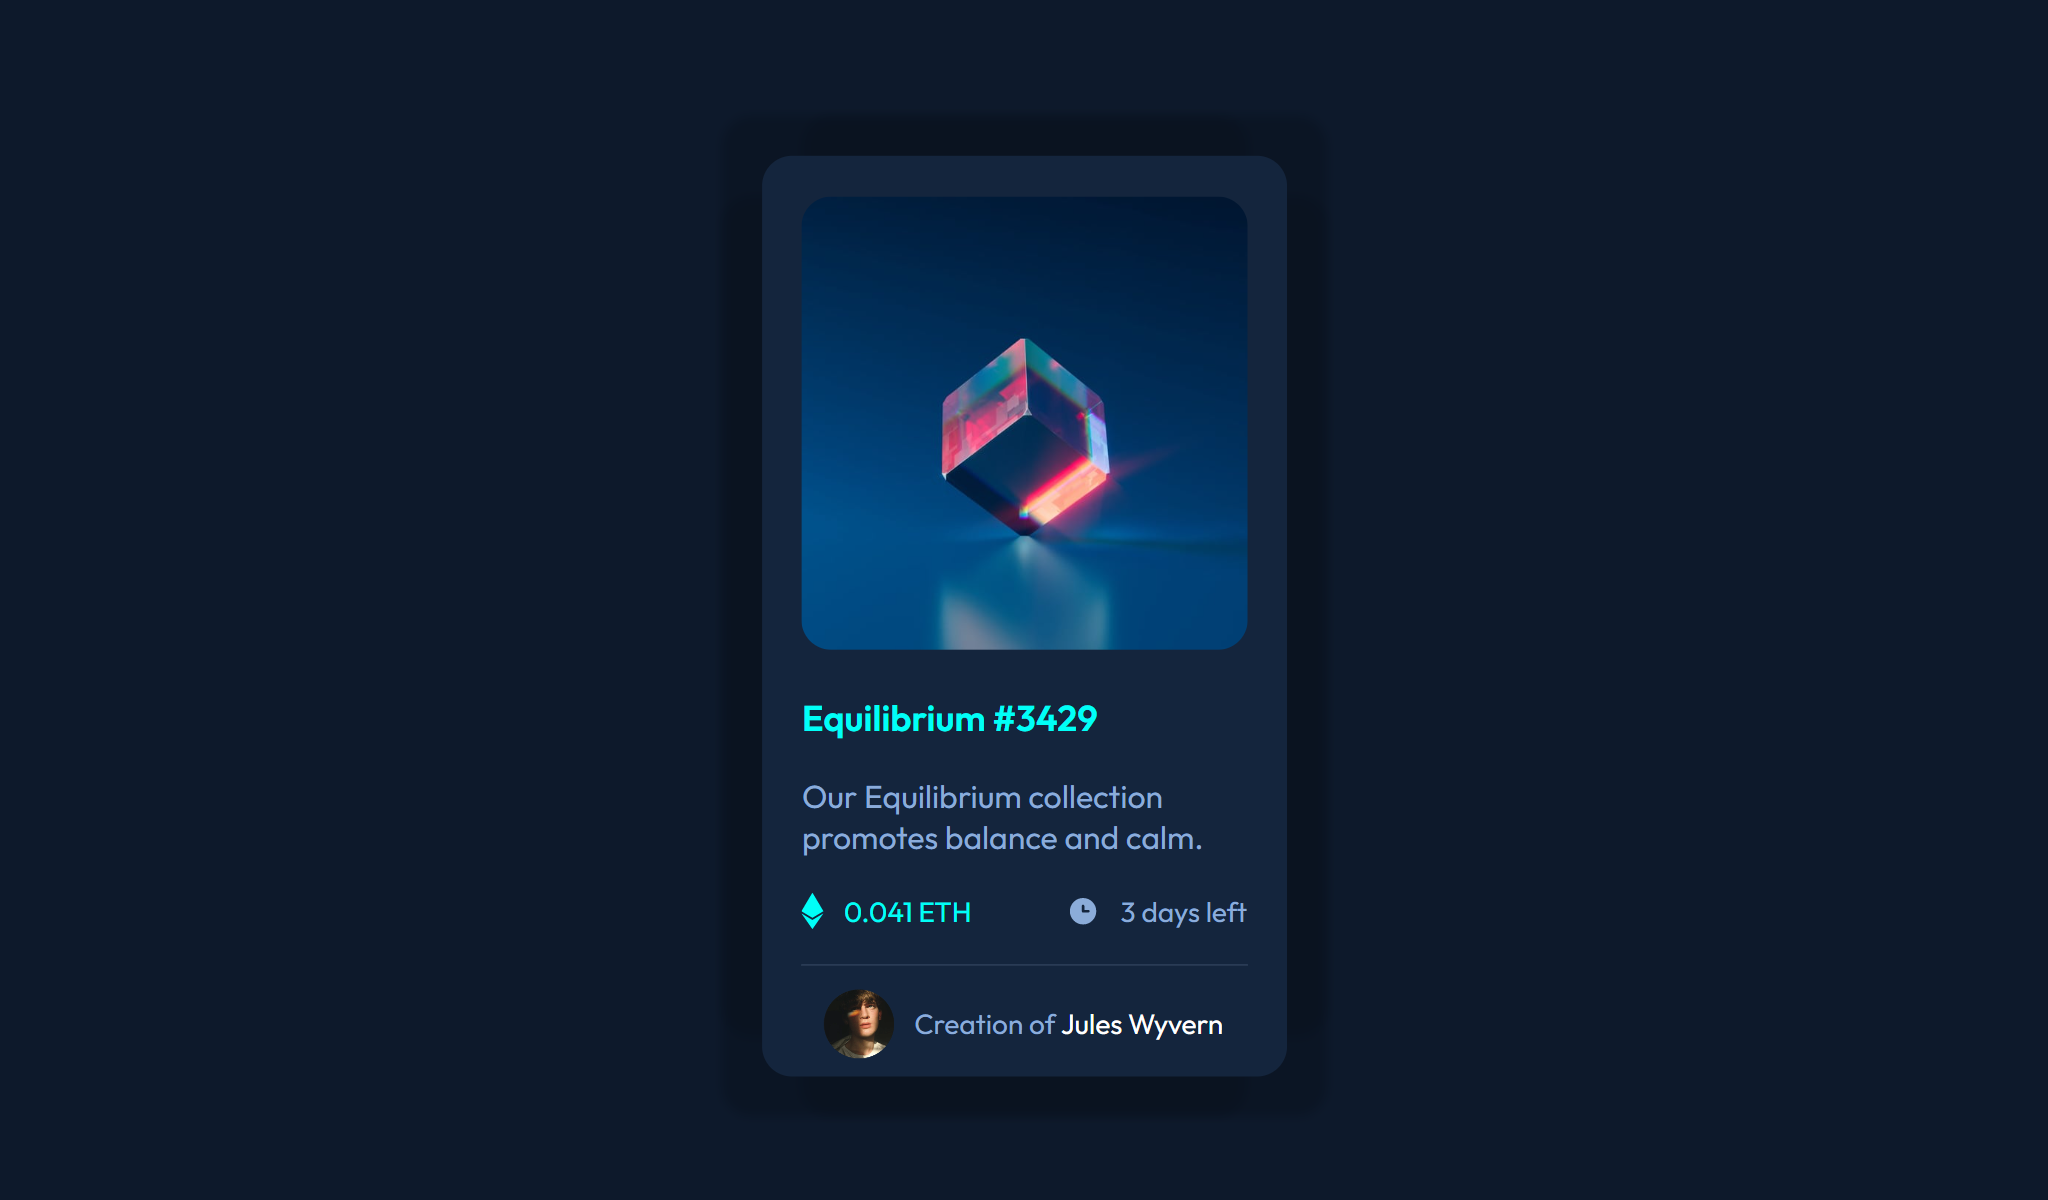 Equilibrium #3429
Our Equilibrium collection
promotes balance and calm.
0.041 ETH 3 days left
Creation of Jules Wyvern